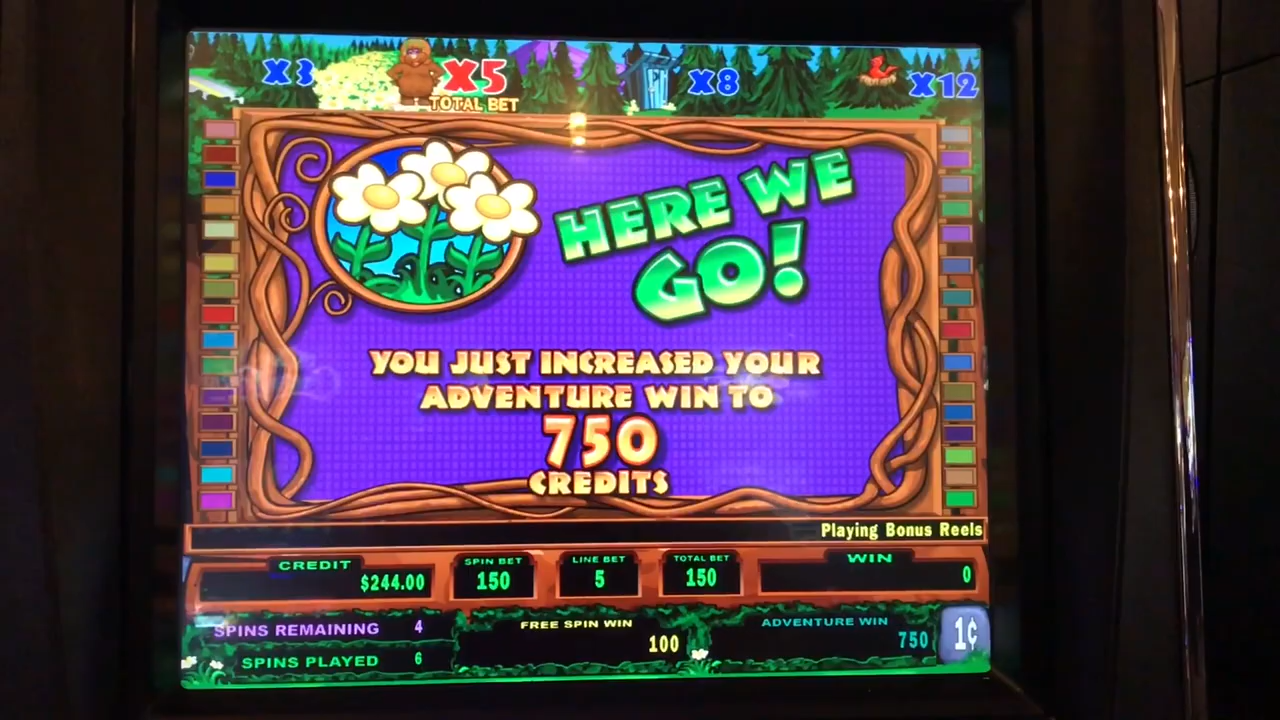 X3
X5
TOTAL BET
X8
X12
HERE WE
GO!
YOU JUST INCREASED YOUR
ADVENTURE WIN TO
750
CREDITS
Playing Bonus Reels
CREDIT
$244.00
SPIN BET
150
LINE BET
5
TOTAL BET
150
WIN
0
SPINS REMAINING 4
SPINS PLAYED 6
FREE SPIN WIN
100
ADVENTURE WIN
750
1¢